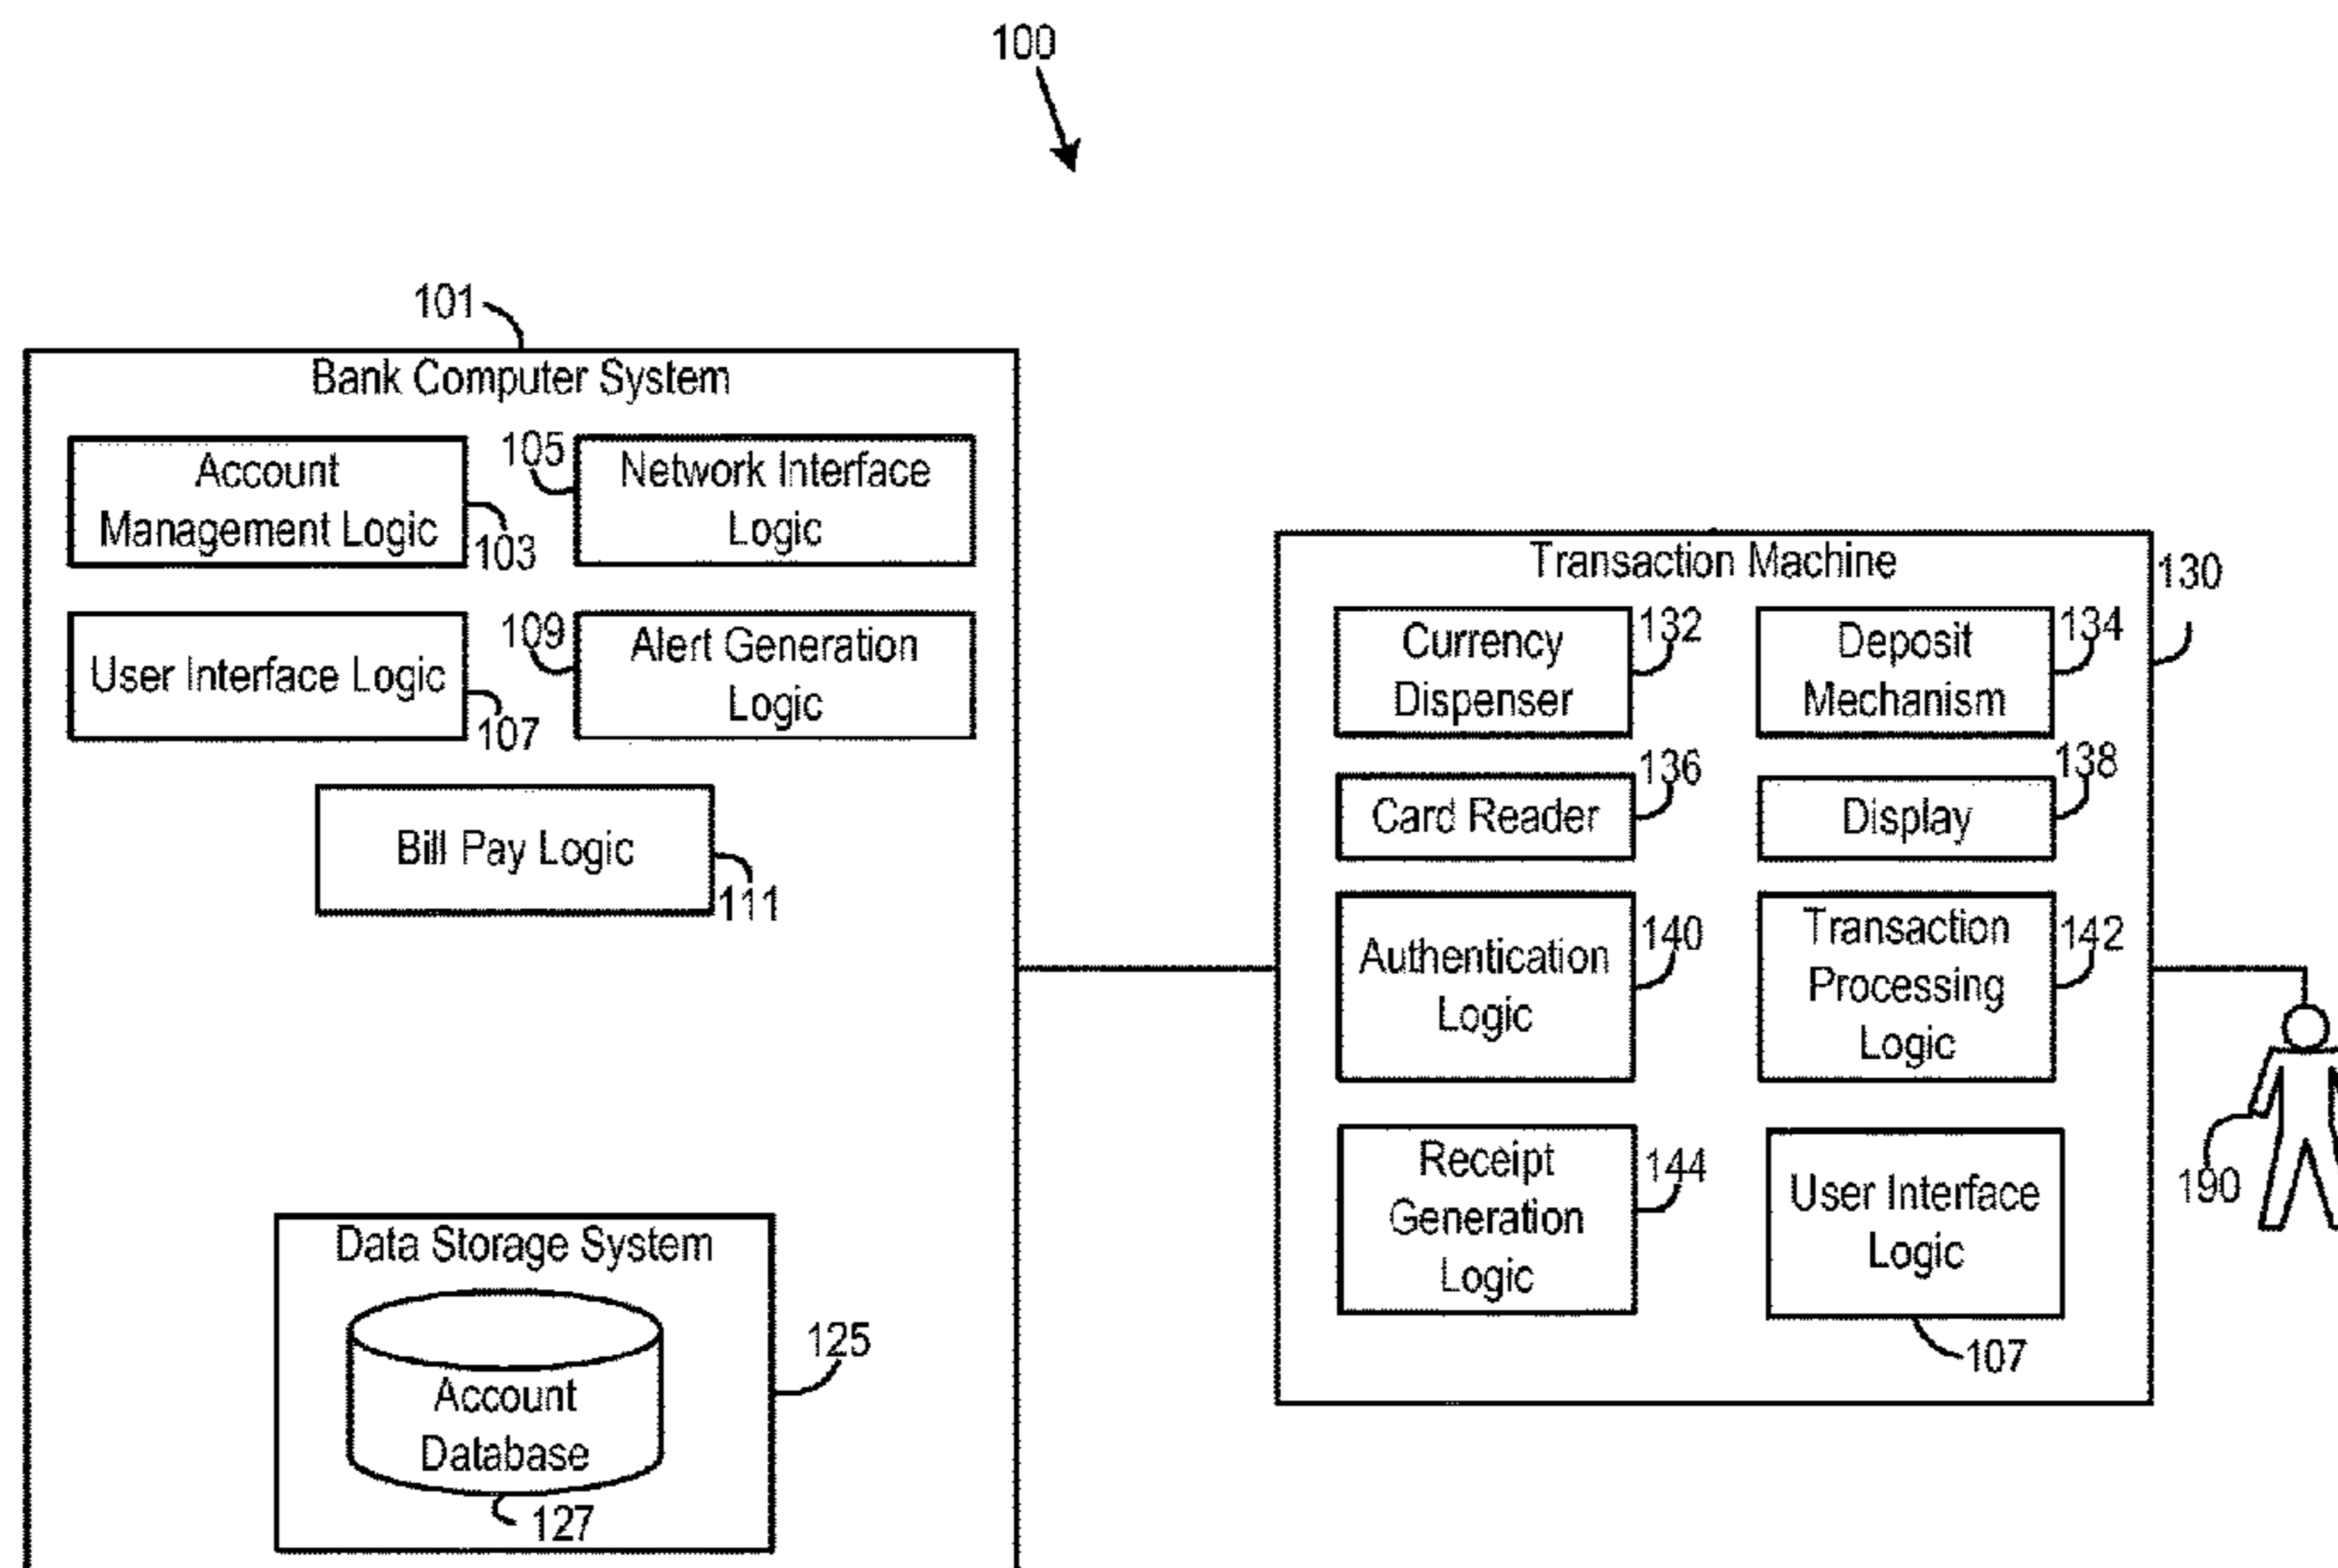 100
101
Bank Computer System
Account
Management Logic
103
105
Network Interface
Logic
User Interface Logic
107
109
Alert Generation
Logic
Bill Pay Logic
111
Data Storage System
Account
Database
127
125
Transaction Machine
130
Currency
Dispenser
132
Deposit
Mechanism
134
Card Reader
136
Display
138
Authentication
Logic
140
Transaction
Processing
Logic
142
Receipt
Generation
Logic
144
User Interface
Logic
107
190